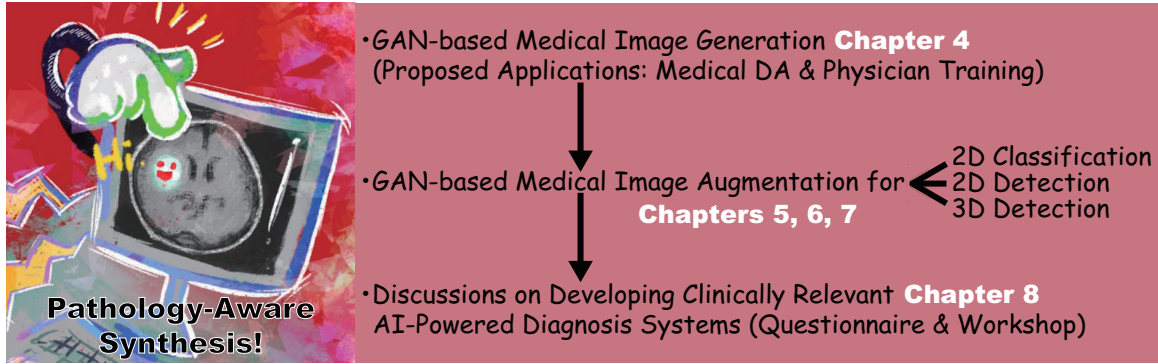 Hi
Pathology-Aware
Synthesis!
·GAN-based Medical Image Generation Chapter 4
(Proposed Applications: Medical DA & Physician Training)
·GAN-based Medical Image Augmentation for
2D Classification
2D Detection
3D Detection
Chapters 5, 6, 7
·Discussions on Developing Clinically Relevant Chapter 8
AI-Powered Diagnosis Systems (Questionnaire & Workshop)